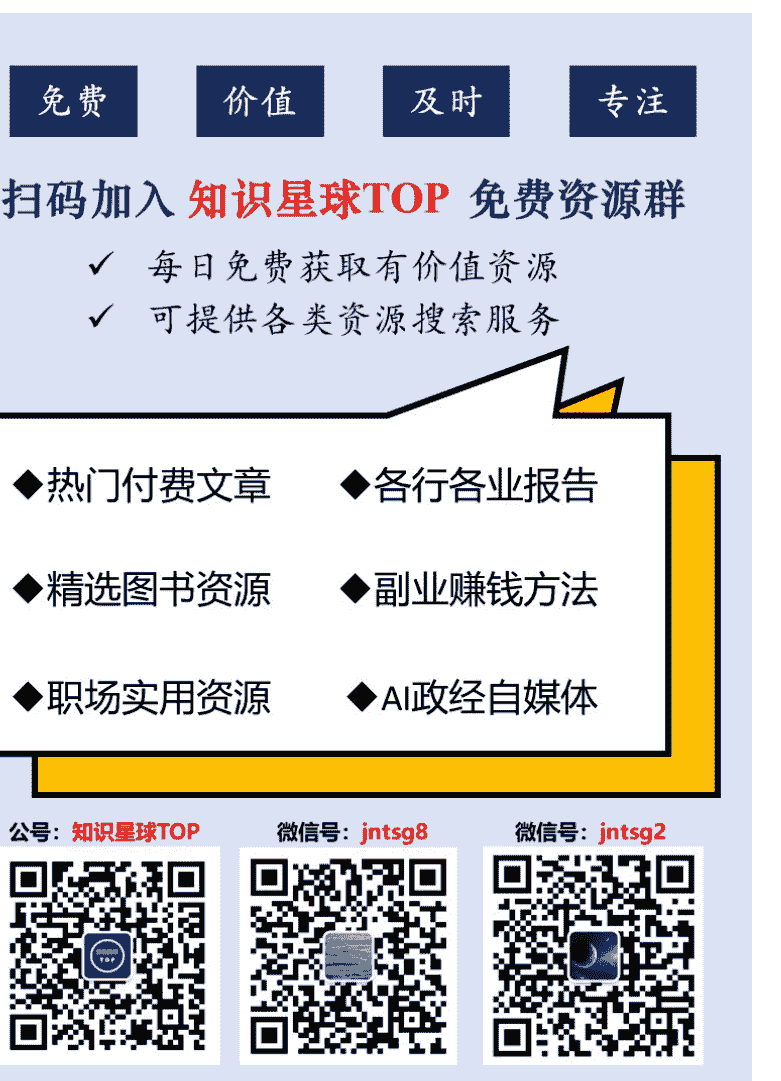 免费 价值 及时 专注
扫码加入 知识星球TOP 免费资源群
✓ 每日免费获取有价值资源
✓ 可提供各类资源搜索服务
◆热门付费文章 ◆各行各业报告
◆精选图书资源 ◆副业赚钱方法
◆职场实用资源 ◆AI政经自媒体
公号：知识星球TOP 微信号：jntsg8 微信号：jntsg2
TOP